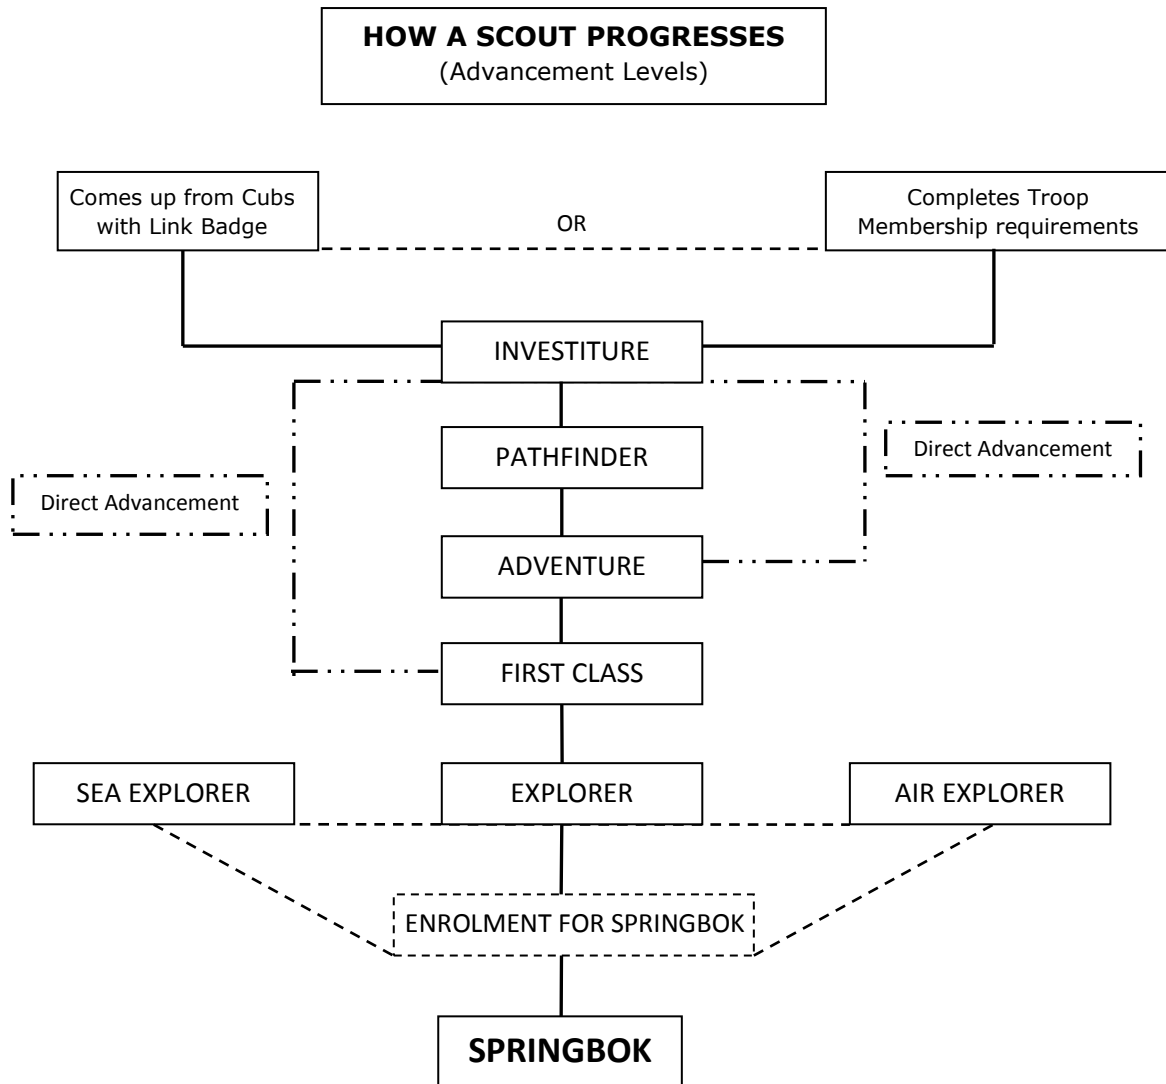 HOW A SCOUT PROGRESSES
(Advancement Levels)
Comes up from Cubs
with Link Badge
OR
Completes Troop
Membership requirements
INVESTITURE
PATHFINDER
Direct Advancement
Direct Advancement
ADVENTURE
FIRST CLASS
SEA EXPLORER
EXPLORER
AIR EXPLORER
ENROLMENT FOR SPRINGBOK
SPRINGBOK